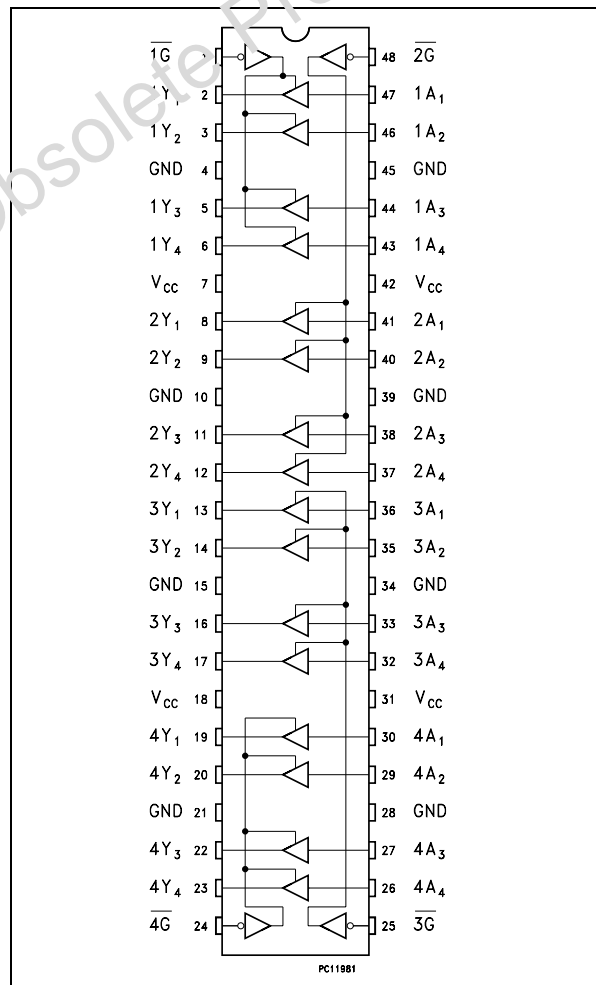 Obsolete Pr
1G 1 48 2G
1Y1 2 47 1A1
1Y2 3 46 1A2
GND 4 45 GND
1Y3 5 44 1A3
1Y4 6 43 1A4
VCC 7 42 VCC
2Y1 8 41 2A1
2Y2 9 40 2A2
GND 10 39 GND
2Y3 11 38 2A3
2Y4 12 37 2A4
3Y1 13 36 3A1
3Y2 14 35 3A2
GND 15 34 GND
3Y3 16 33 3A3
3Y4 17 32 3A4
VCC 18 31 VCC
4Y1 19 30 4A1
4Y2 20 29 4A2
GND 21 28 GND
4Y3 22 27 4A3
4Y4 23 26 4A4
4G 24 25 3G
PC11981